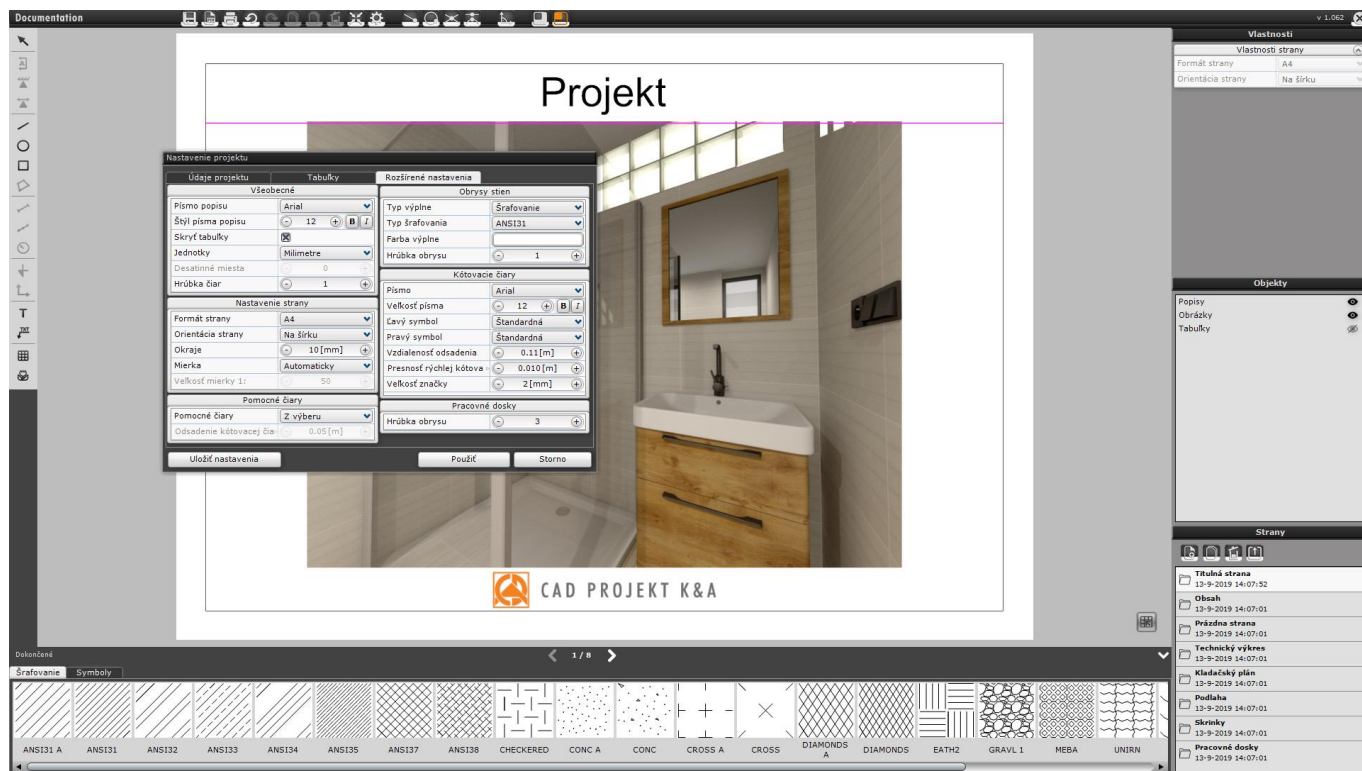 Documentation
v 1.062
Projekt
Nastavenie projektu
Údaje projektu
Tabuľky
Rozšírené nastavenia
Všeobecné
Písmo popisu Arial
Štýl písma popisu 12 B I
Skryť tabuľky
Jednotky Milimetre
Desatinné miesta 0
Hrúbka čiar 1
Nastavenie strany
Formát strany A4
Orientácia strany Na šírku
Okraje 10[mm]
Mierka Automaticky
Veľkosť mierky 1: 50
Pomocné čiary
Pomocné čiary Z výberu
Odsadenie kótovacej čia 0.05[m]
Obrysy stien
Typ výplne Šrafovanie
Typ šrafovania ANSI31
Farba výplne
Hrúbka obrysu 1
Kótovacie čiary
Písmo Arial
Veľkosť písma 12 B I
Ľavý symbol Štandardná
Pravý symbol Štandardná
Vzdialenosť odsadenia 0.11[m]
Presnosť rýchlej kótova 0.010[m]
Veľkosť značky 2[mm]
Pracovné dosky
Hrúbka obrysu 3
Uložiť nastavenia
Použiť
Storno
CAD PROJEKT K&A
Vlastnosti
Vlastnosti strany
Formát strany A4
Orientácia strany Na šírku
Objekty
Popisy
Obrázky
Tabuľky
Strany
Titulná strana
13-9-2019 14:07:52
Obsah
13-9-2019 14:07:01
Prázdna strana
13-9-2019 14:07:01
Technický výkres
13-9-2019 14:07:01
Kladačský plán
13-9-2019 14:07:01
Podlaha
13-9-2019 14:07:01
Skrinky
13-9-2019 14:07:01
Pracovné dosky
13-9-2019 14:07:01
Dokončené
1/8
Šrafovanie
Symboly
ANSI31 A
ANSI31
ANSI32
ANSI33
ANSI34
ANSI35
ANSI37
ANSI38
CHECKERED
CONC A
CONC
CROSS A
CROSS
DIAMONDS
A
DIAMONDS
EATH2
GRAVL 1
MEBA
UNIRN
T
TXT